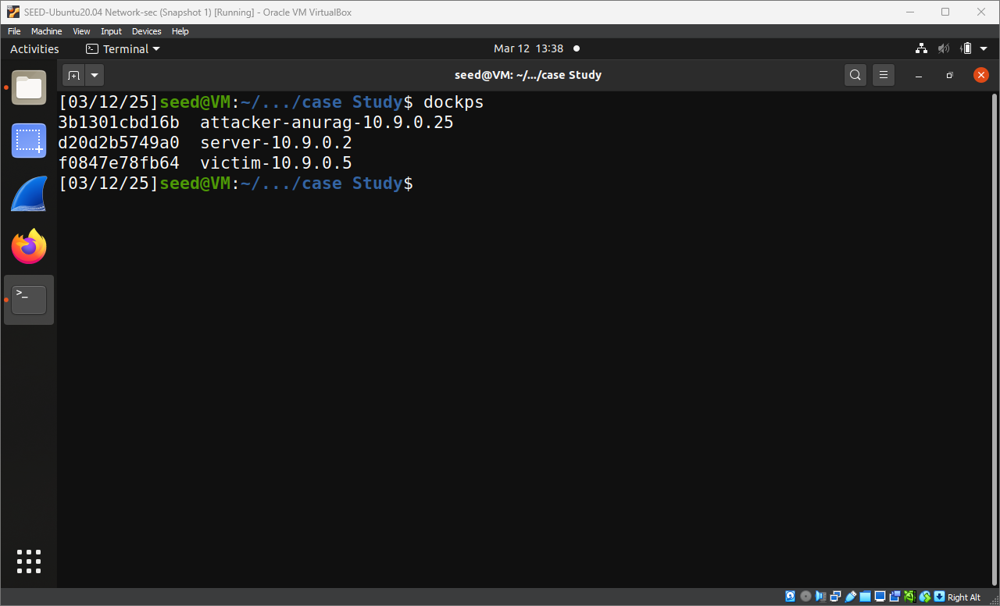 SEED-Ubuntu20.04 Network-sec (Snapshot 1) [Running] - Oracle VM VirtualBox
File Machine View Input Devices Help
Activities Terminal Mar 12 13:38
seed@VM: ~/.../case Study
[03/12/25]seed@VM:~/.../case Study$ dockps
3b1301cbd16b attacker-anurag-10.9.0.25
d20d2b5749a0 server-10.9.0.2
f0847e78fb64 victim-10.9.0.5
[03/12/25]seed@VM:~/.../case Study$
>_
Right Alt